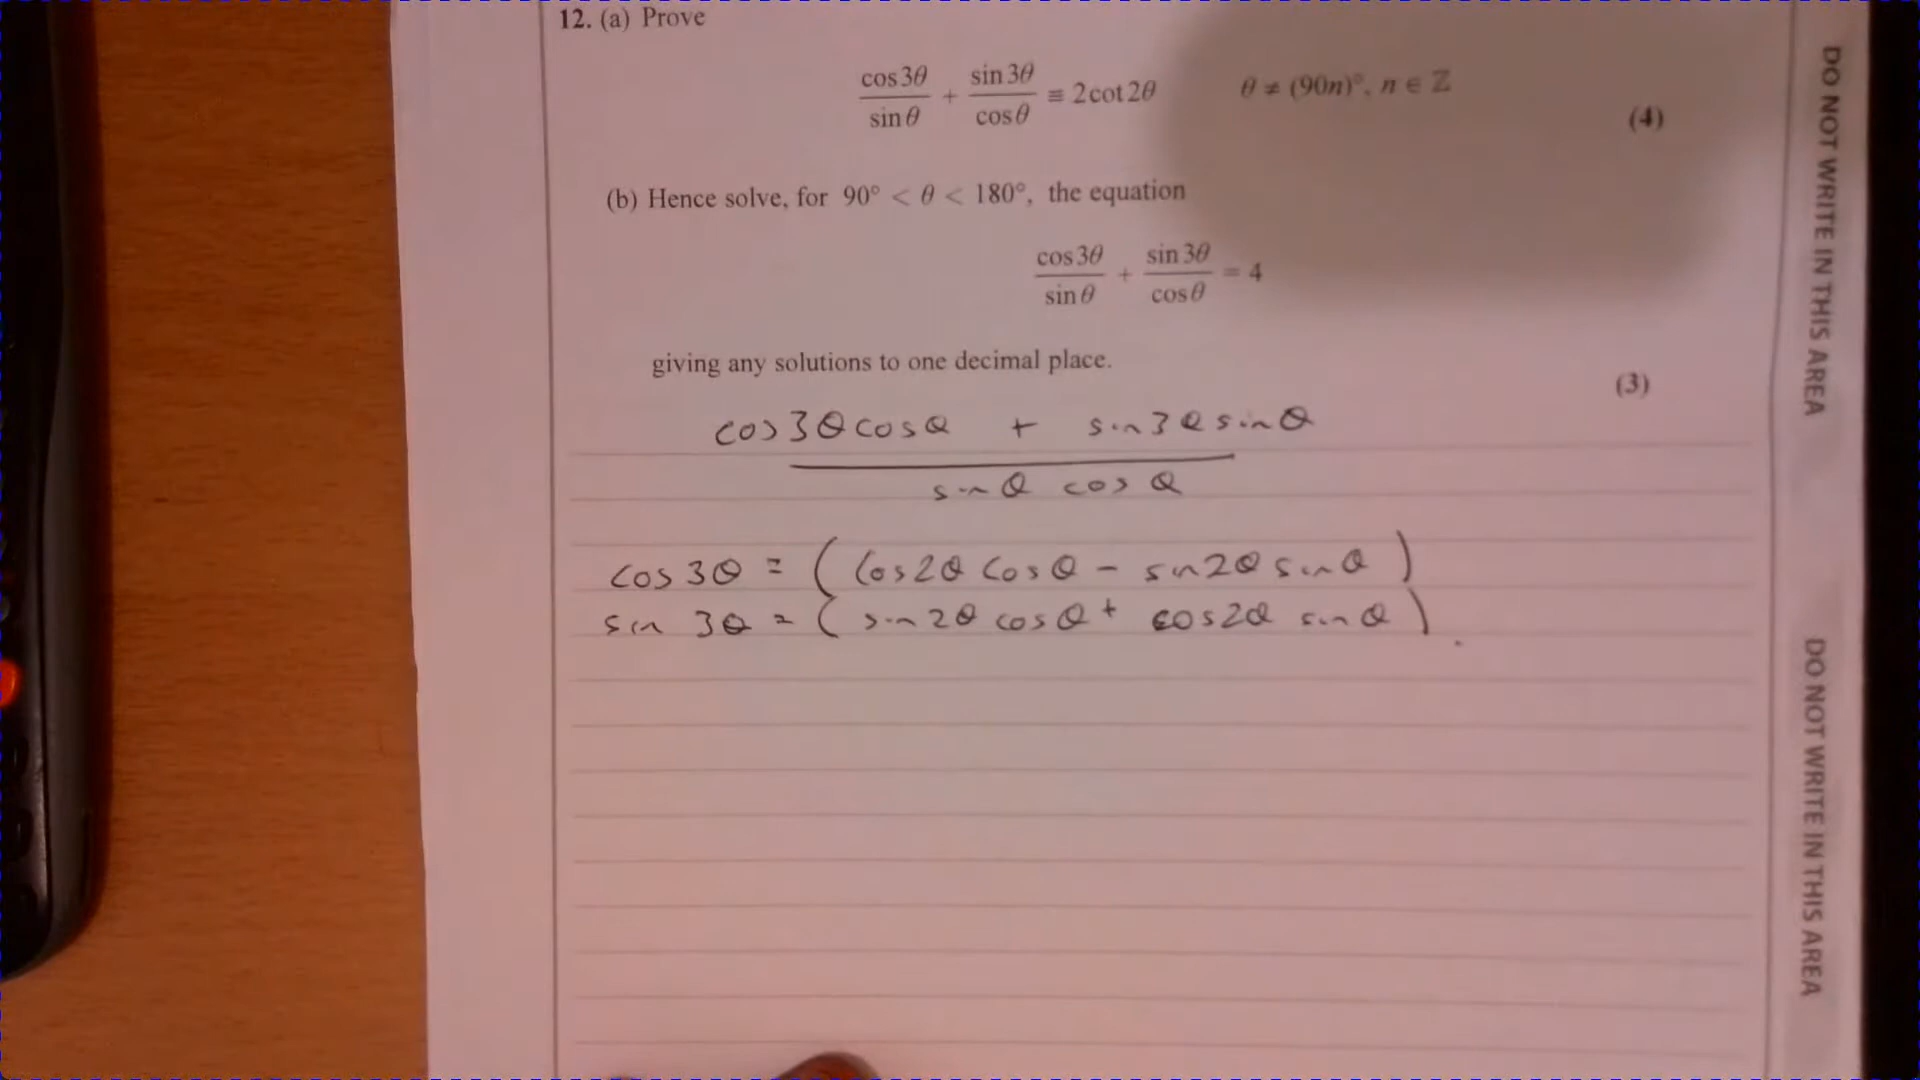 12. (a) Prove
cos3θ/sinθ + sin3θ/cosθ ≡ 2cot2θ θ ≠ (90n)°, n ∈ ℤ
(4)
(b) Hence solve, for 90° < θ < 180°, the equation
cos3θ/sinθ + sin3θ/cosθ = 4
giving any solutions to one decimal place.
(3)
cos3θcosθ + sin3θsinθ
sinθ cosθ
cos3θ = (cos2θ cosθ - sin2θ sinθ)
sin 3θ = (sin2θ cosθ + cos2θ sinθ).
DO NOT WRITE IN THIS AREA
DO NOT WRITE IN THIS AREA